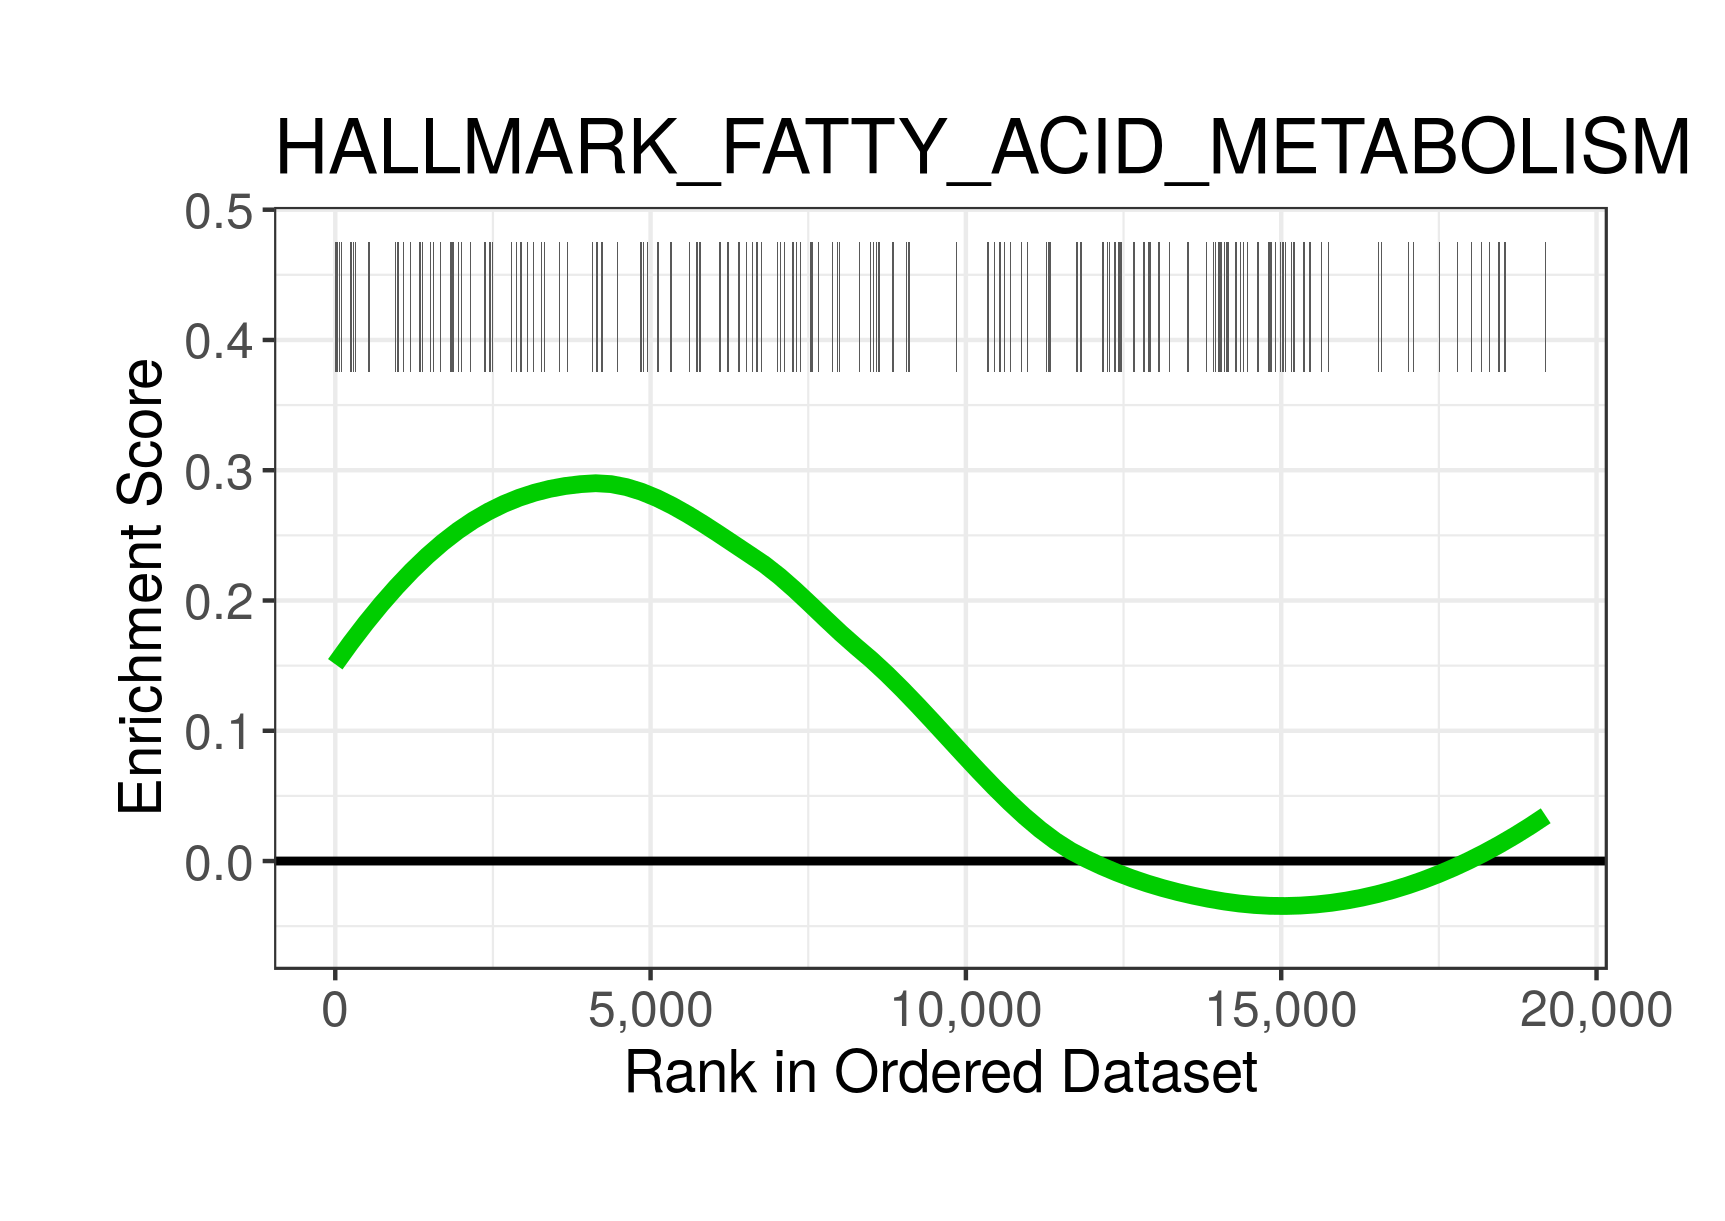 HALLMARK_FATTY_ACID_METABOLISM
Enrichment Score
0.5
0.4
0.3
0.2
0.1
0.0
0 5,000 10,000 15,000 20,000
Rank in Ordered Dataset